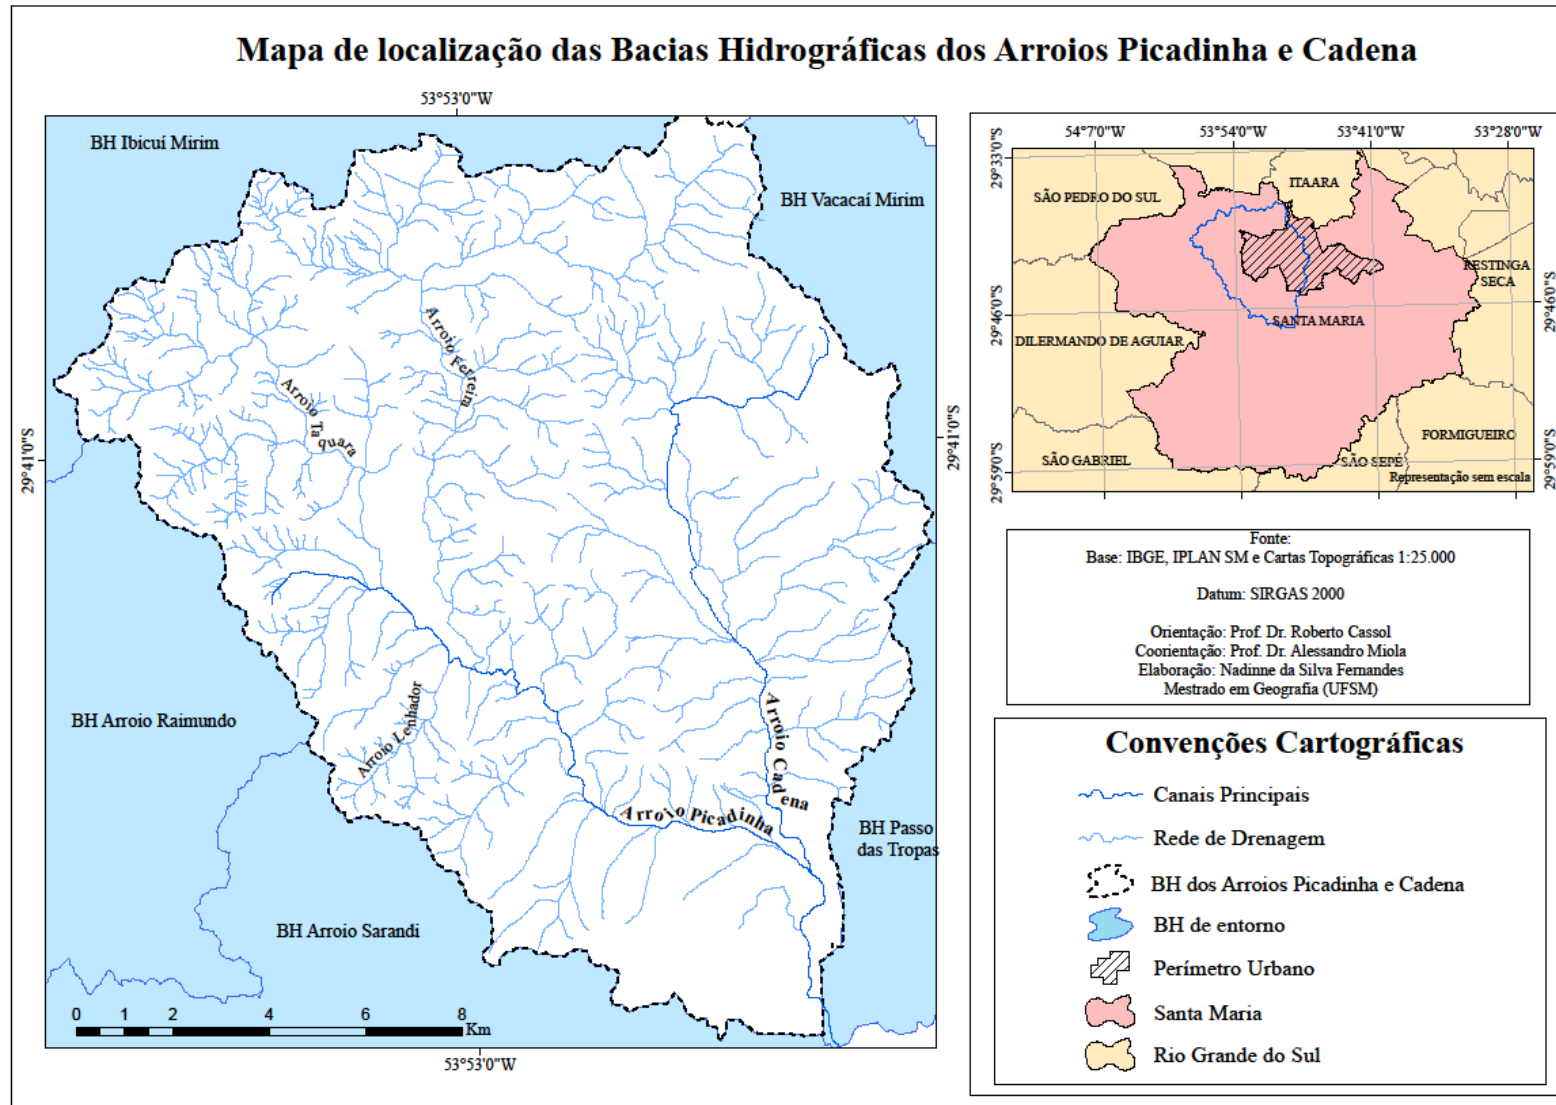 Mapa de localização das Bacias Hidrográficas dos Arroios Picadinha e Cadena
53°53'0"W
BH Ibicuí Mirim
BH Vacacaí Mirim
Arroio Ferreira
Arroio Taquara
29°41'0"S
29°41'0"S
BH Arroio Raimundo
Arroio Lenhador
Arroio Cadena
Arroio Picadinha
BH Passo
das Tropas
BH Arroio Sarandi
0 1 2 4 6 8
Km
53°53'0"W
54°7'0"W 53°54'0"W 53°41'0"W 53°28'0"W
29°33'0"S
ITAARA
SÃO PEDRO DO SUL
RESTINGA
SECA
29°46'0"S
29°46'0"S
SANTA MARIA
DILERMANDO DE AGUIAR
FORMIGUEIRO
SÃO GABRIEL
SÃO SEPÉ
29°59'0"S
29°59'0"S
Representação sem escala
Fonte:
Base: IBGE, IPLAN SM e Cartas Topográficas 1:25.000
Datum: SIRGAS 2000
Orientação: Prof. Dr. Roberto Cassol
Coorientação: Prof. Dr. Alessandro Miola
Elaboração: Nadinne da Silva Fernandes
Mestrado em Geografia (UFSM)
Convenções Cartográficas
Canais Principais
Rede de Drenagem
BH dos Arroios Picadinha e Cadena
BH de entorno
Perímetro Urbano
Santa Maria
Rio Grande do Sul